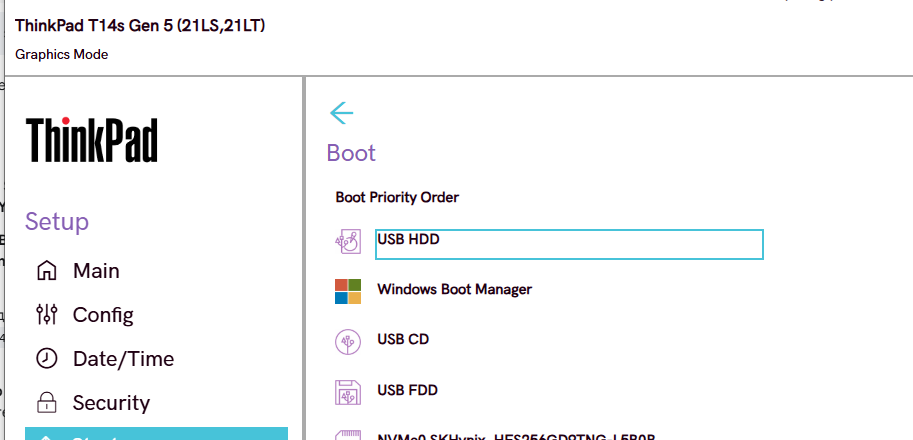 ThinkPad T14s Gen 5 (21LS,21LT)
Graphics Mode
ThinkPad
Setup
Main
Config
Date/Time
Security
Boot
Boot Priority Order
USB HDD
Windows Boot Manager
USB CD
USB FDD